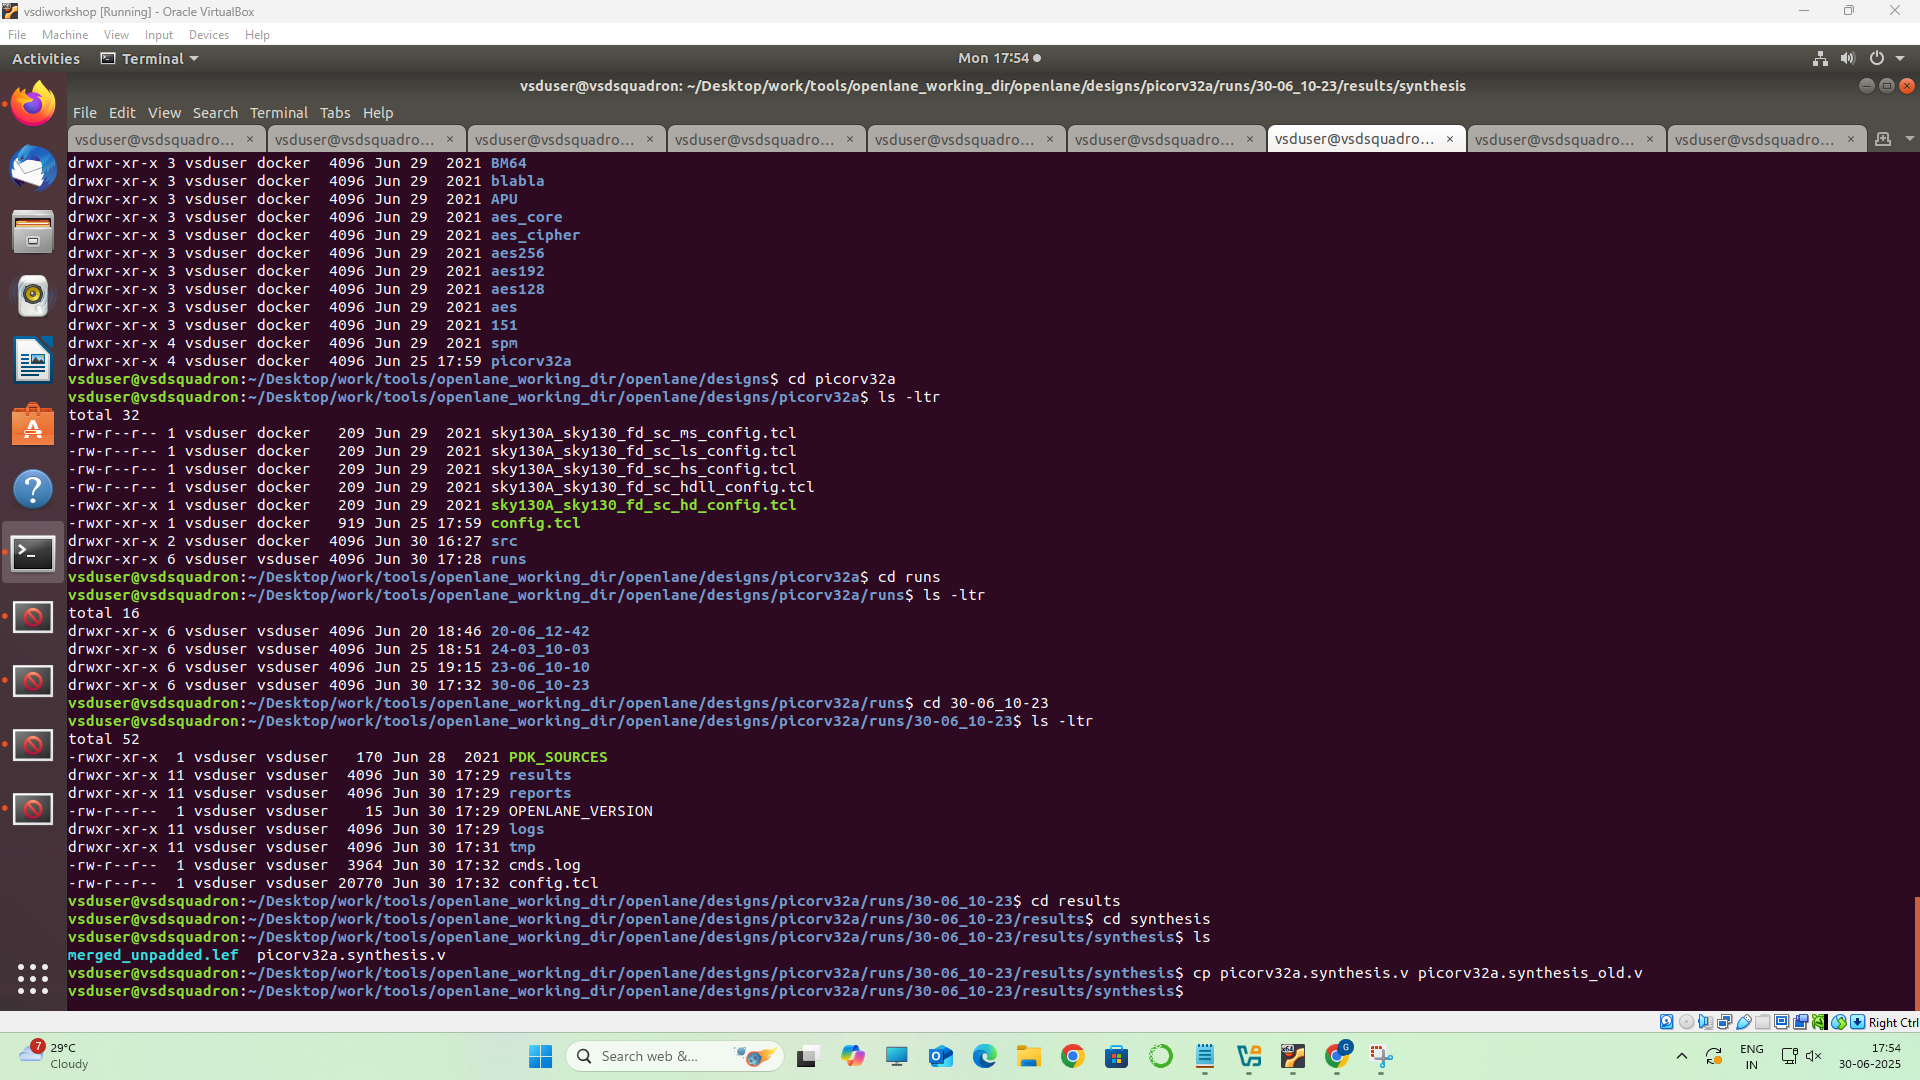 vsdiworkshop [Running] - Oracle VirtualBox
File Machine View Input Devices Help
Activities Terminal Mon 17:54
vsduser@vsdsquadron: ~/Desktop/work/tools/openlane_working_dir/openlane/designs/picorv32a/runs/30-06_10-23/results/synthesis
File Edit View Search Terminal Tabs Help
vsduser@vsdsquadro... × vsduser@vsdsquadro... × vsduser@vsdsquadro... × vsduser@vsdsquadro... × vsduser@vsdsquadro... × vsduser@vsdsquadro... × vsduser@vsdsquadro... × vsduser@vsdsquadro... × vsduser@vsdsquadro... ×
drwxr-xr-x 3 vsduser docker  4096 Jun 29  2021 BM64
drwxr-xr-x 3 vsduser docker  4096 Jun 29  2021 blabla
drwxr-xr-x 3 vsduser docker  4096 Jun 29  2021 APU
drwxr-xr-x 3 vsduser docker  4096 Jun 29  2021 aes_core
drwxr-xr-x 3 vsduser docker  4096 Jun 29  2021 aes_cipher
drwxr-xr-x 3 vsduser docker  4096 Jun 29  2021 aes256
drwxr-xr-x 3 vsduser docker  4096 Jun 29  2021 aes192
drwxr-xr-x 3 vsduser docker  4096 Jun 29  2021 aes128
drwxr-xr-x 3 vsduser docker  4096 Jun 29  2021 aes
drwxr-xr-x 3 vsduser docker  4096 Jun 29  2021 151
drwxr-xr-x 4 vsduser docker  4096 Jun 29  2021 spm
drwxr-xr-x 4 vsduser docker  4096 Jun 25 17:59 picorv32a
vsduser@vsdsquadron:~/Desktop/work/tools/openlane_working_dir/openlane/designs$ cd picorv32a
vsduser@vsdsquadron:~/Desktop/work/tools/openlane_working_dir/openlane/designs/picorv32a$ ls -ltr
total 32
-rw-r--r-- 1 vsduser docker   209 Jun 29  2021 sky130A_sky130_fd_sc_ms_config.tcl
-rw-r--r-- 1 vsduser docker   209 Jun 29  2021 sky130A_sky130_fd_sc_ls_config.tcl
-rw-r--r-- 1 vsduser docker   209 Jun 29  2021 sky130A_sky130_fd_sc_hs_config.tcl
-rw-r--r-- 1 vsduser docker   209 Jun 29  2021 sky130A_sky130_fd_sc_hdll_config.tcl
-rwxr-xr-x 1 vsduser docker   209 Jun 29  2021 sky130A_sky130_fd_sc_hd_config.tcl
-rwxr-xr-x 1 vsduser docker   919 Jun 25 17:59 config.tcl
drwxr-xr-x 2 vsduser docker  4096 Jun 30 16:27 src
drwxr-xr-x 6 vsduser vsduser 4096 Jun 30 17:28 runs
vsduser@vsdsquadron:~/Desktop/work/tools/openlane_working_dir/openlane/designs/picorv32a$ cd runs
vsduser@vsdsquadron:~/Desktop/work/tools/openlane_working_dir/openlane/designs/picorv32a/runs$ ls -ltr
total 16
drwxr-xr-x 6 vsduser vsduser 4096 Jun 20 18:46 20-06_12-42
drwxr-xr-x 6 vsduser vsduser 4096 Jun 25 18:51 24-03_10-03
drwxr-xr-x 6 vsduser vsduser 4096 Jun 25 19:15 23-06_10-10
drwxr-xr-x 6 vsduser vsduser 4096 Jun 30 17:32 30-06_10-23
vsduser@vsdsquadron:~/Desktop/work/tools/openlane_working_dir/openlane/designs/picorv32a/runs$ cd 30-06_10-23
vsduser@vsdsquadron:~/Desktop/work/tools/openlane_working_dir/openlane/designs/picorv32a/runs/30-06_10-23$ ls -ltr
total 52
-rwxr-xr-x  1 vsduser vsduser   170 Jun 28  2021 PDK_SOURCES
drwxr-xr-x 11 vsduser vsduser  4096 Jun 30 17:29 results
drwxr-xr-x 11 vsduser vsduser  4096 Jun 30 17:29 reports
-rw-r--r--  1 vsduser vsduser    15 Jun 30 17:29 OPENLANE_VERSION
drwxr-xr-x 11 vsduser vsduser  4096 Jun 30 17:29 logs
drwxr-xr-x 11 vsduser vsduser  4096 Jun 30 17:31 tmp
-rw-r--r--  1 vsduser vsduser  3964 Jun 30 17:32 cmds.log
-rw-r--r--  1 vsduser vsduser 20770 Jun 30 17:32 config.tcl
vsduser@vsdsquadron:~/Desktop/work/tools/openlane_working_dir/openlane/designs/picorv32a/runs/30-06_10-23$ cd results
vsduser@vsdsquadron:~/Desktop/work/tools/openlane_working_dir/openlane/designs/picorv32a/runs/30-06_10-23/results$ cd synthesis
vsduser@vsdsquadron:~/Desktop/work/tools/openlane_working_dir/openlane/designs/picorv32a/runs/30-06_10-23/results/synthesis$ ls
merged_unpadded.lef  picorv32a.synthesis.v
vsduser@vsdsquadron:~/Desktop/work/tools/openlane_working_dir/openlane/designs/picorv32a/runs/30-06_10-23/results/synthesis$ cp picorv32a.synthesis.v picorv32a.synthesis_old.v
vsduser@vsdsquadron:~/Desktop/work/tools/openlane_working_dir/openlane/designs/picorv32a/runs/30-06_10-23/results/synthesis$
Right Ctrl
7 29°C
Cloudy
Search web &...
G
ENG
IN
17:54
30-06-2025